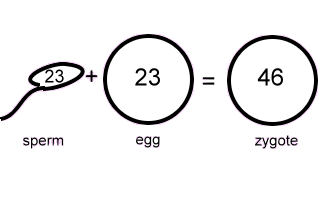 23 + 23 = 46
sperm egg zygote